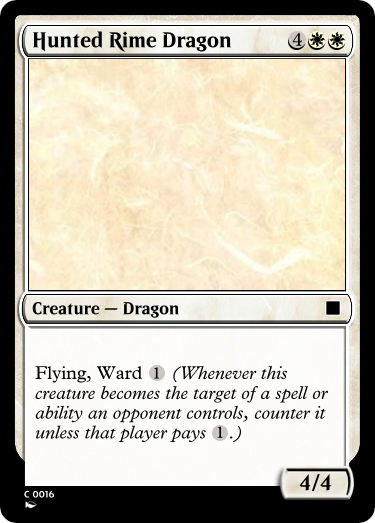 Hunted Rime Dragon 4
Creature — Dragon
Flying, Ward 1 (Whenever this
creature becomes the target of a spell or
ability an opponent controls, counter it
unless that player pays 1.)
4/4
C 0016